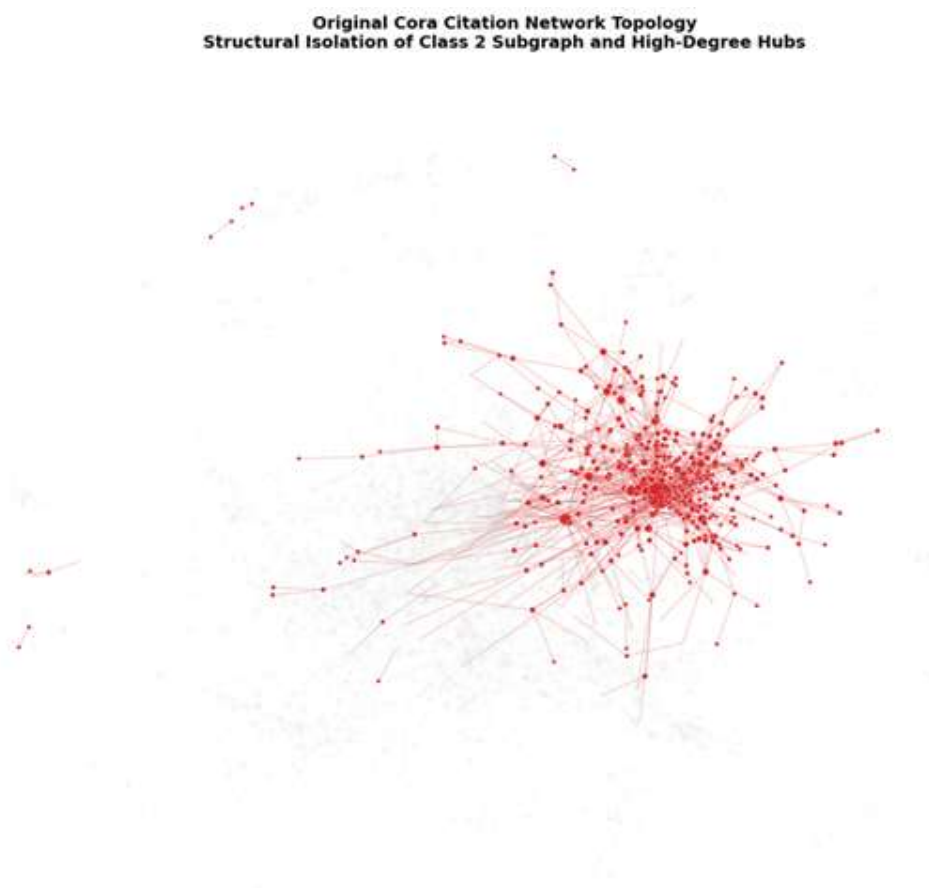 Original Cora Citation Network Topology
Structural Isolation of Class 2 Subgraph and High-Degree Hubs